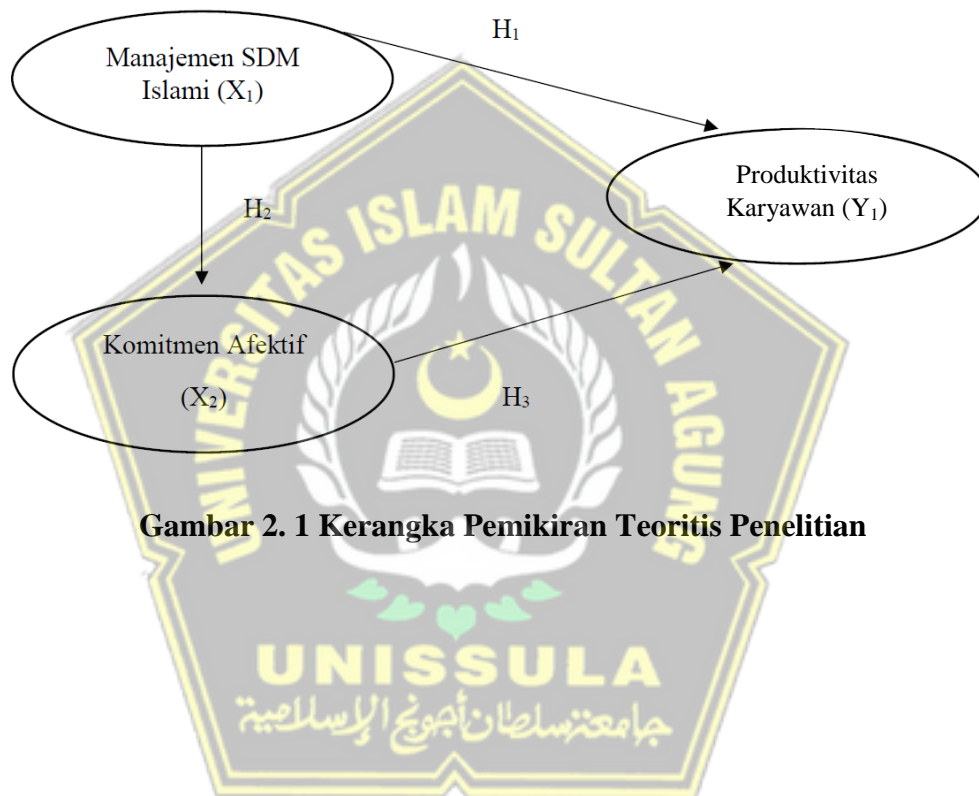 H₁
Manajemen SDM
Islami (X₁)
Produktivitas
Karyawan (Y₁)
H₂
Komitmen Afektif
(X₂)
H₃
Gambar 2. 1 Kerangka Pemikiran Teoritis Penelitian
UNIVERSITAS ISLAM SULTAN AGUNG
UNISSULA
جامعة سلطان أجونج الإسلامية